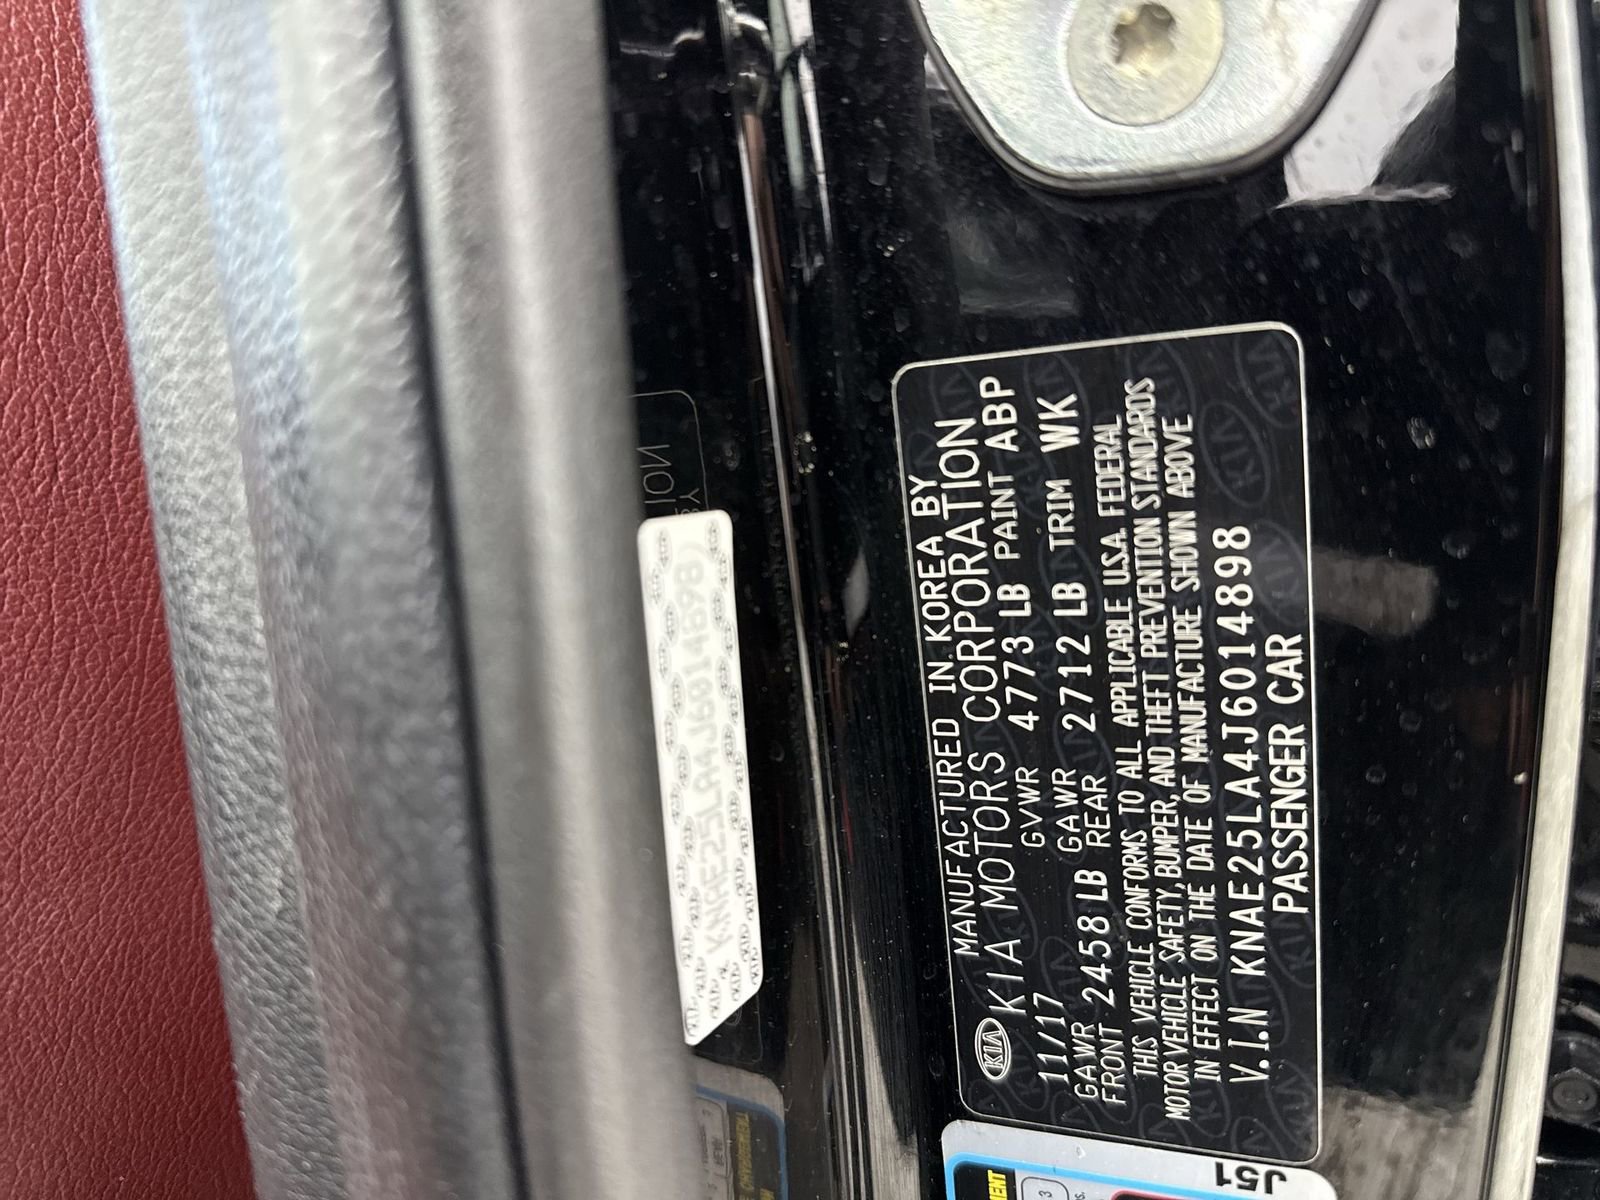 MANUFACTURED IN KOREA BY
KIA KIA MOTORS CORPORATION
11/17 GVWR 4773 LB PAINT ABP
GAWR FRONT 2458 LB GAWR REAR 2712 LB TRIM WK
THIS VEHICLE CONFORMS TO ALL APPLICABLE U.S.A. FEDERAL
MOTOR VEHICLE SAFETY, BUMPER, AND THEFT PREVENTION STANDARDS
IN EFFECT ON THE DATE OF MANUFACTURE SHOWN ABOVE
V.I.N KNAE25LA4J6014898
PASSENGER CAR
KNAE25LA4J6014898
J51